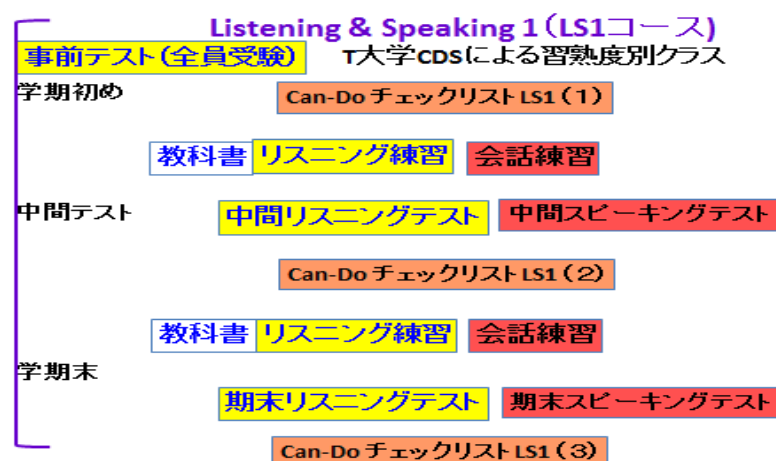 Listening & Speaking 1(LS1コース)
事前テスト(全員受験) T大学CDSによる習熟度別クラス
学期初め Can-Do チェックリスト LS1(1)
教科書 リスニング練習 会話練習
中間テスト 中間リスニングテスト 中間スピーキングテスト
Can-Do チェックリスト LS1(2)
教科書 リスニング練習 会話練習
学期末
期末リスニングテスト 期末スピーキングテスト
Can-Do チェックリスト LS1(3)